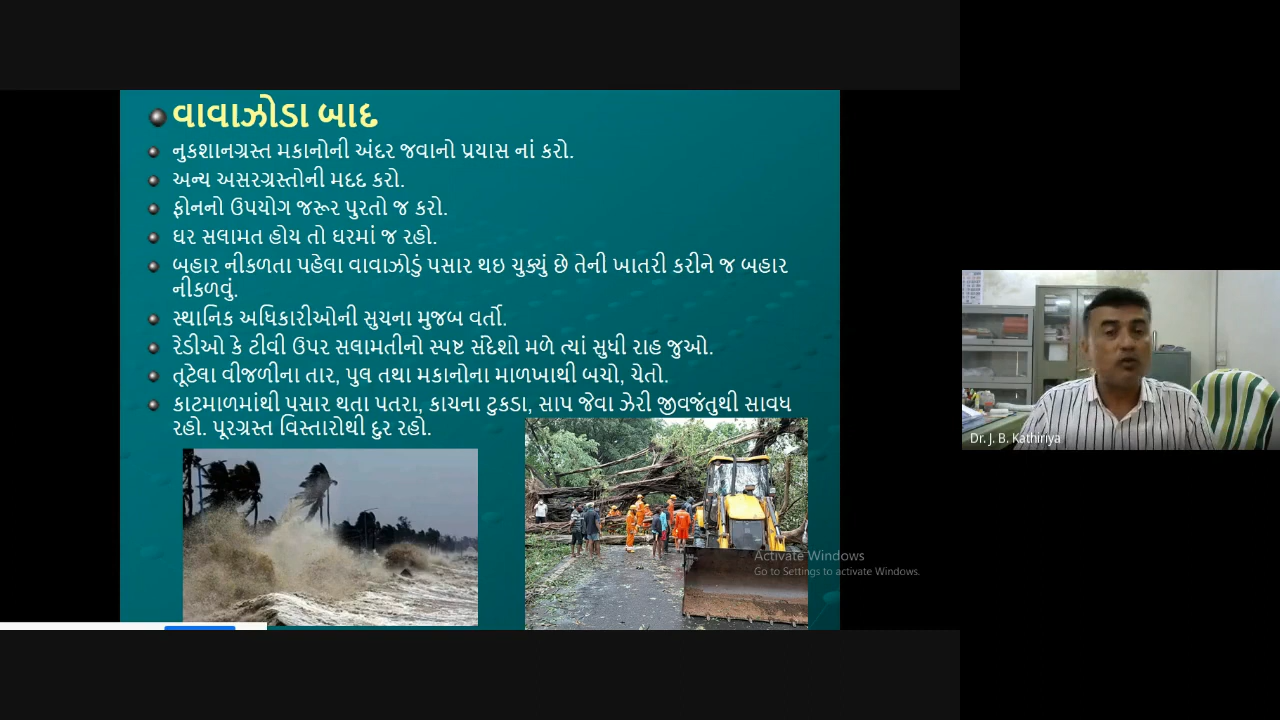 વાવાઝોડા બાદ
નુકશાનગ્રસ્ત મકાનોની અંદર જવાનો પ્રયાસ નાં કરો.
અન્ય અસરગ્રસ્તોની મદદ કરો.
ફોનનો ઉપયોગ જરૂર પુરતો જ કરો.
ઘર સલામત હોય તો ઘરમાં જ રહો.
બહાર નીકળતા પહેલા વાવાઝોડું પસાર થઇ ચુક્યું છે તેની ખાતરી કરીને જ બહાર
નીકળવું.
સ્થાનિક અધિકારીઓની સુચના મુજબ વર્તો.
રેડીઓ કે ટીવી ઉપર સલામતીનો સ્પષ્ટ સંદેશો મળે ત્યાં સુધી રાહ જુઓ.
તૂટેલા વીજળીના તાર, પુલ તથા મકાનોના માળખાથી બચો, ચેતો.
કાટમાળમાંથી પસાર થતા પતરા, કાચના ટુકડા, સાપ જેવા ઝેરી જીવજંતુથી સાવધ
રહો. પૂરગ્રસ્ત વિસ્તારોથી દુર રહો.
Dr. J. B. Kathiriya
Activate Windows
Go to Settings to activate Windows.